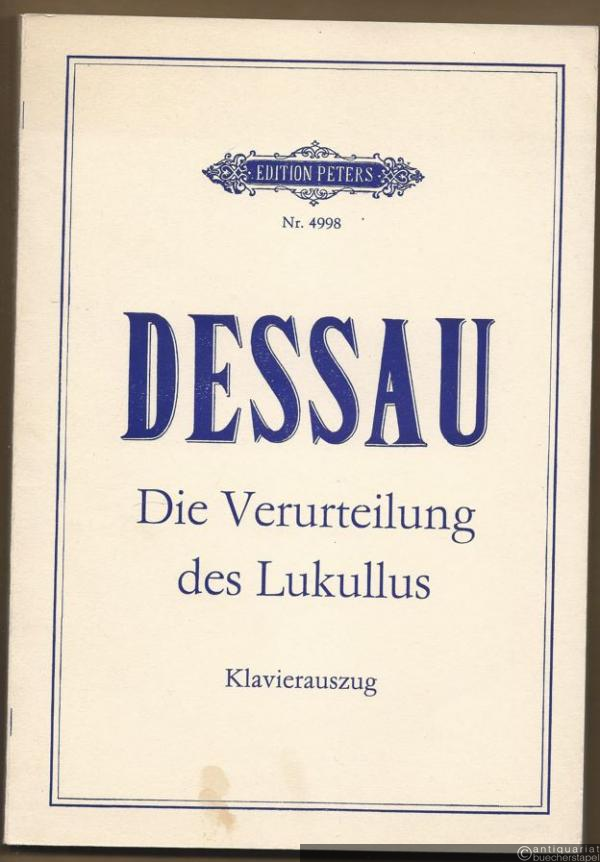 EDITION PETERS
Nr. 4998
DESSAU
Die Verurteilung
des Lukullus
Klavierauszug
©antiquariat
buecherstapel